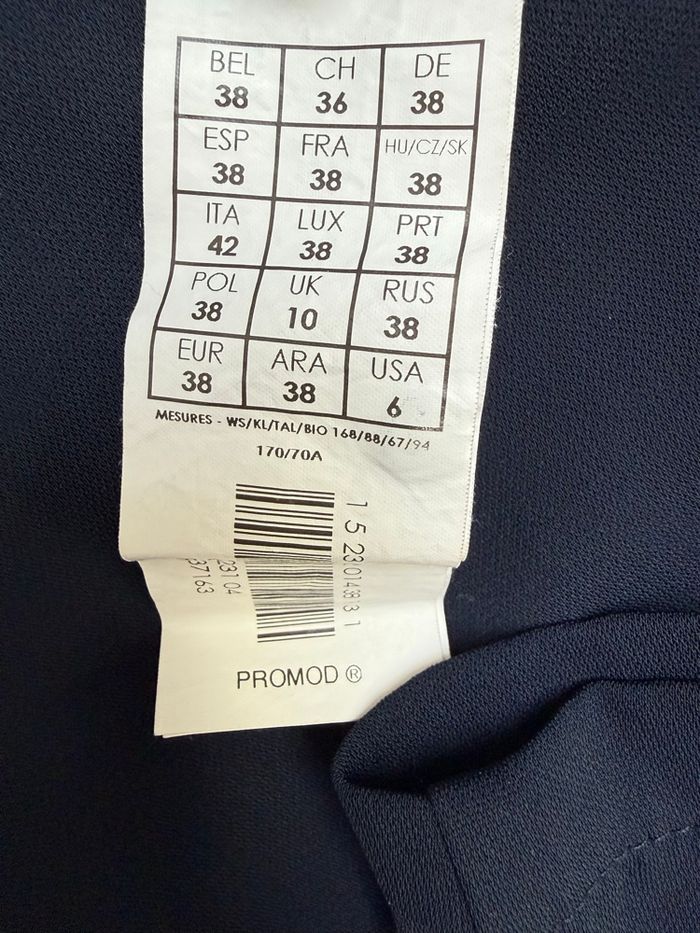 BEL CH DE
38 36 38
ESP FRA HU/CZ/SK
38 38 38
ITA LUX PRT
42 38 38
POL UK RUS
38 10 38
EUR ARA USA
38 38 6
MESURES - WS/KL/TAL/BIO 168/88/67/94
170/70A
PROMOD ®